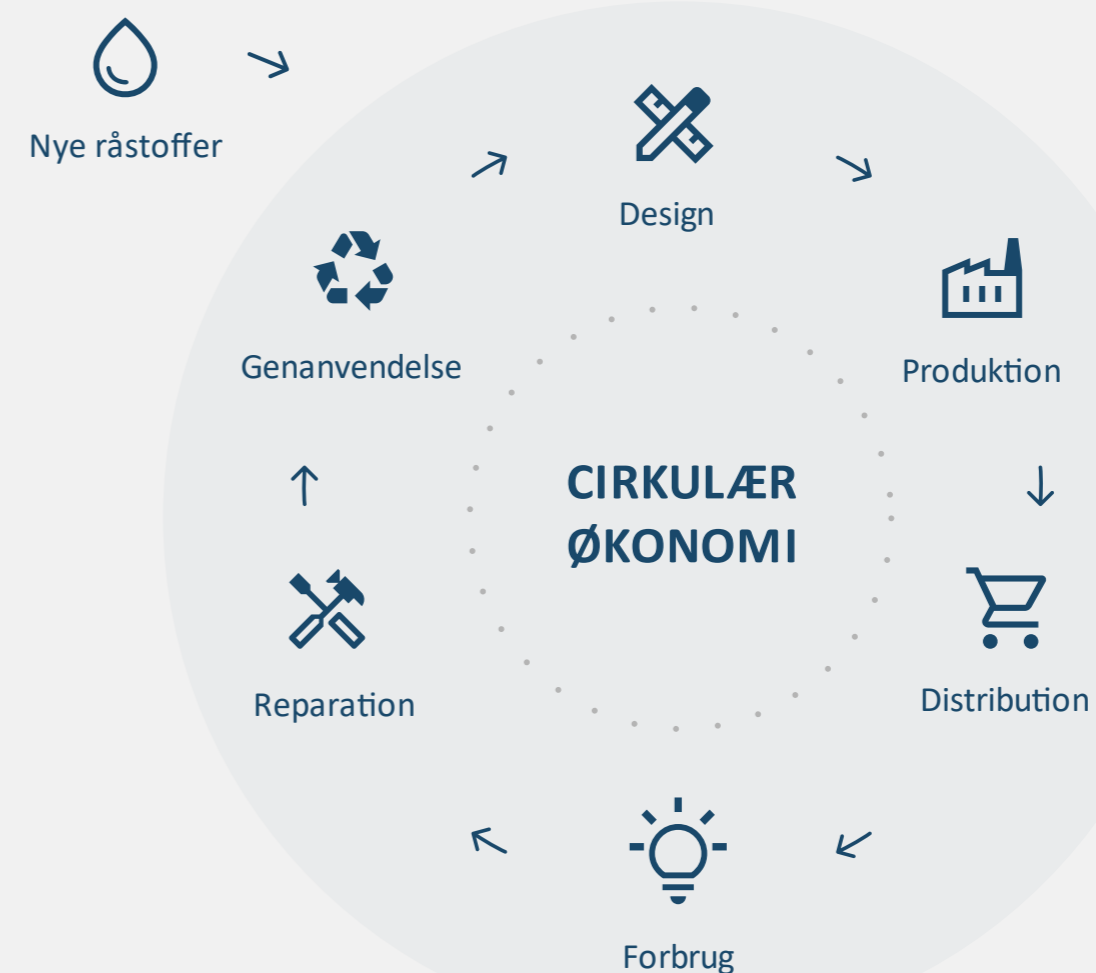 Nye råstoffer
Design
Genanvendelse
Produktion
CIRKULÆR
ØKONOMI
Reparation
Distribution
Forbrug